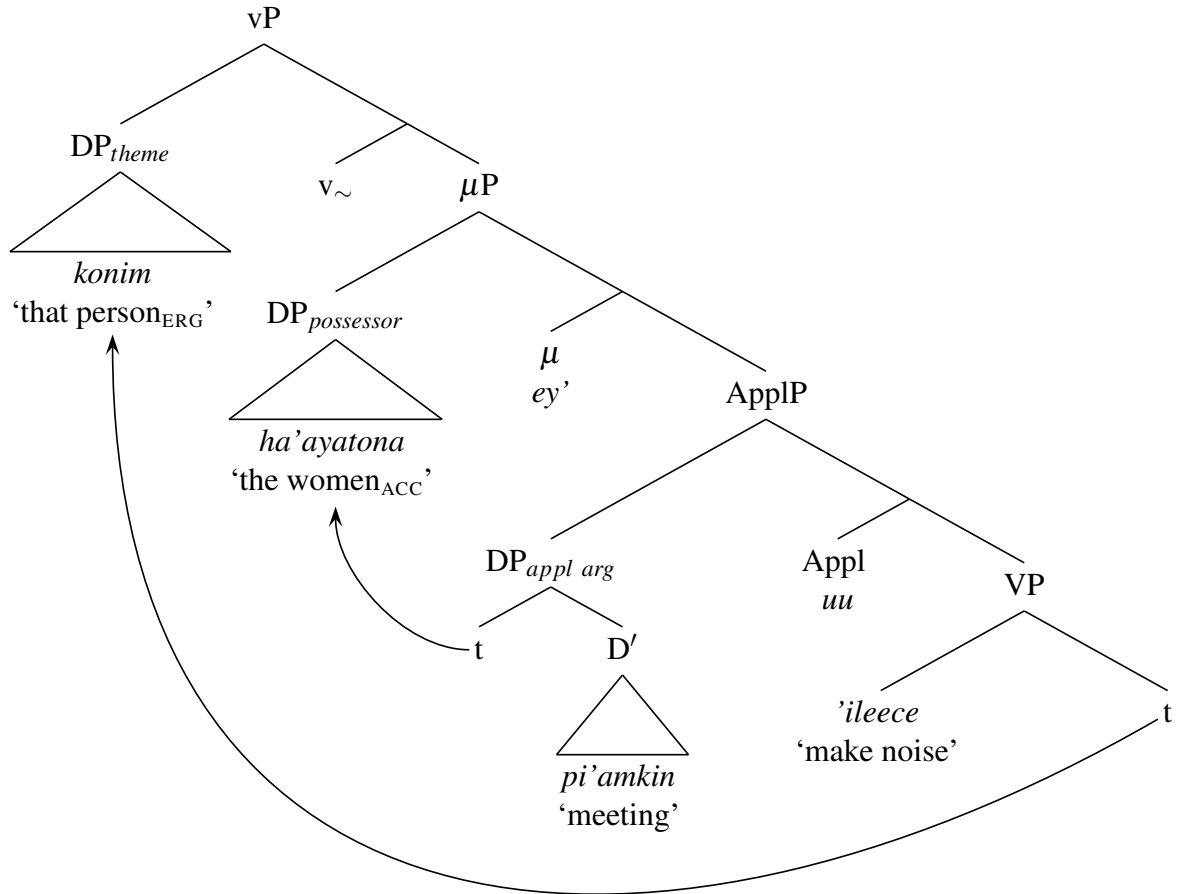 vP
DP_theme
v_∼
μP
konim
‘that person_ERG’
DP_possessor
μ
ey’
ApplP
ha’ayatona
‘the women_ACC’
DP_appl arg
Appl
uu
VP
t
D′
’ileece
‘make noise’
t
pi’amkin
‘meeting’